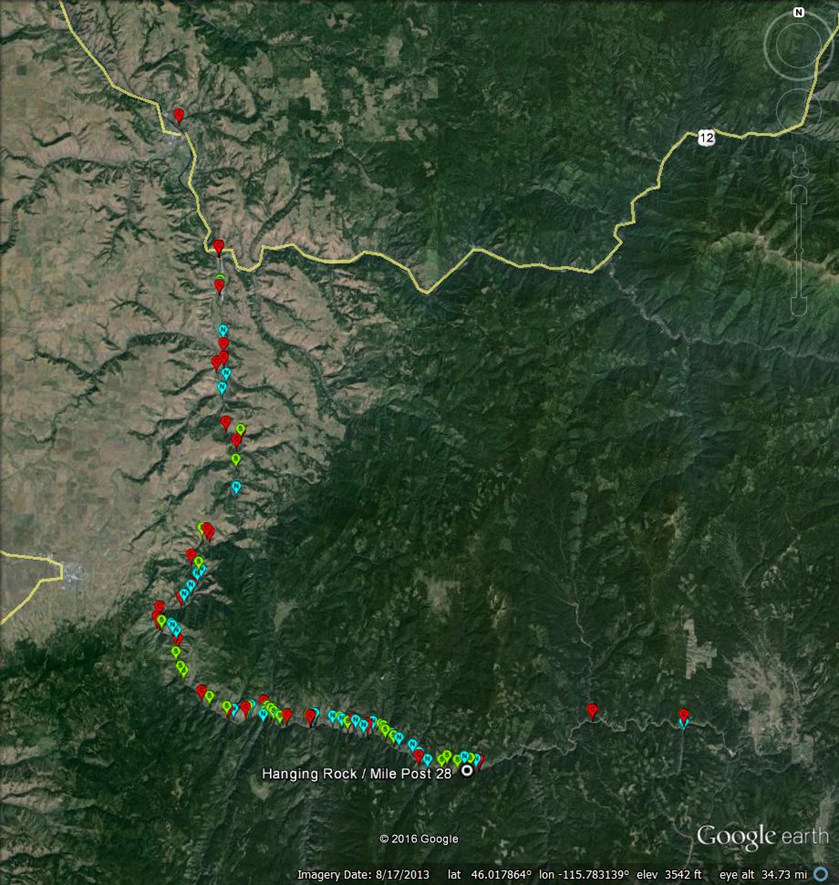 N
12
Hanging Rock / Mile Post 28
© 2016 Google
Google earth
Imagery Date: 8/17/2013 lat 46.017864° lon -115.783139° elev 3542 ft eye alt 34.73 mi